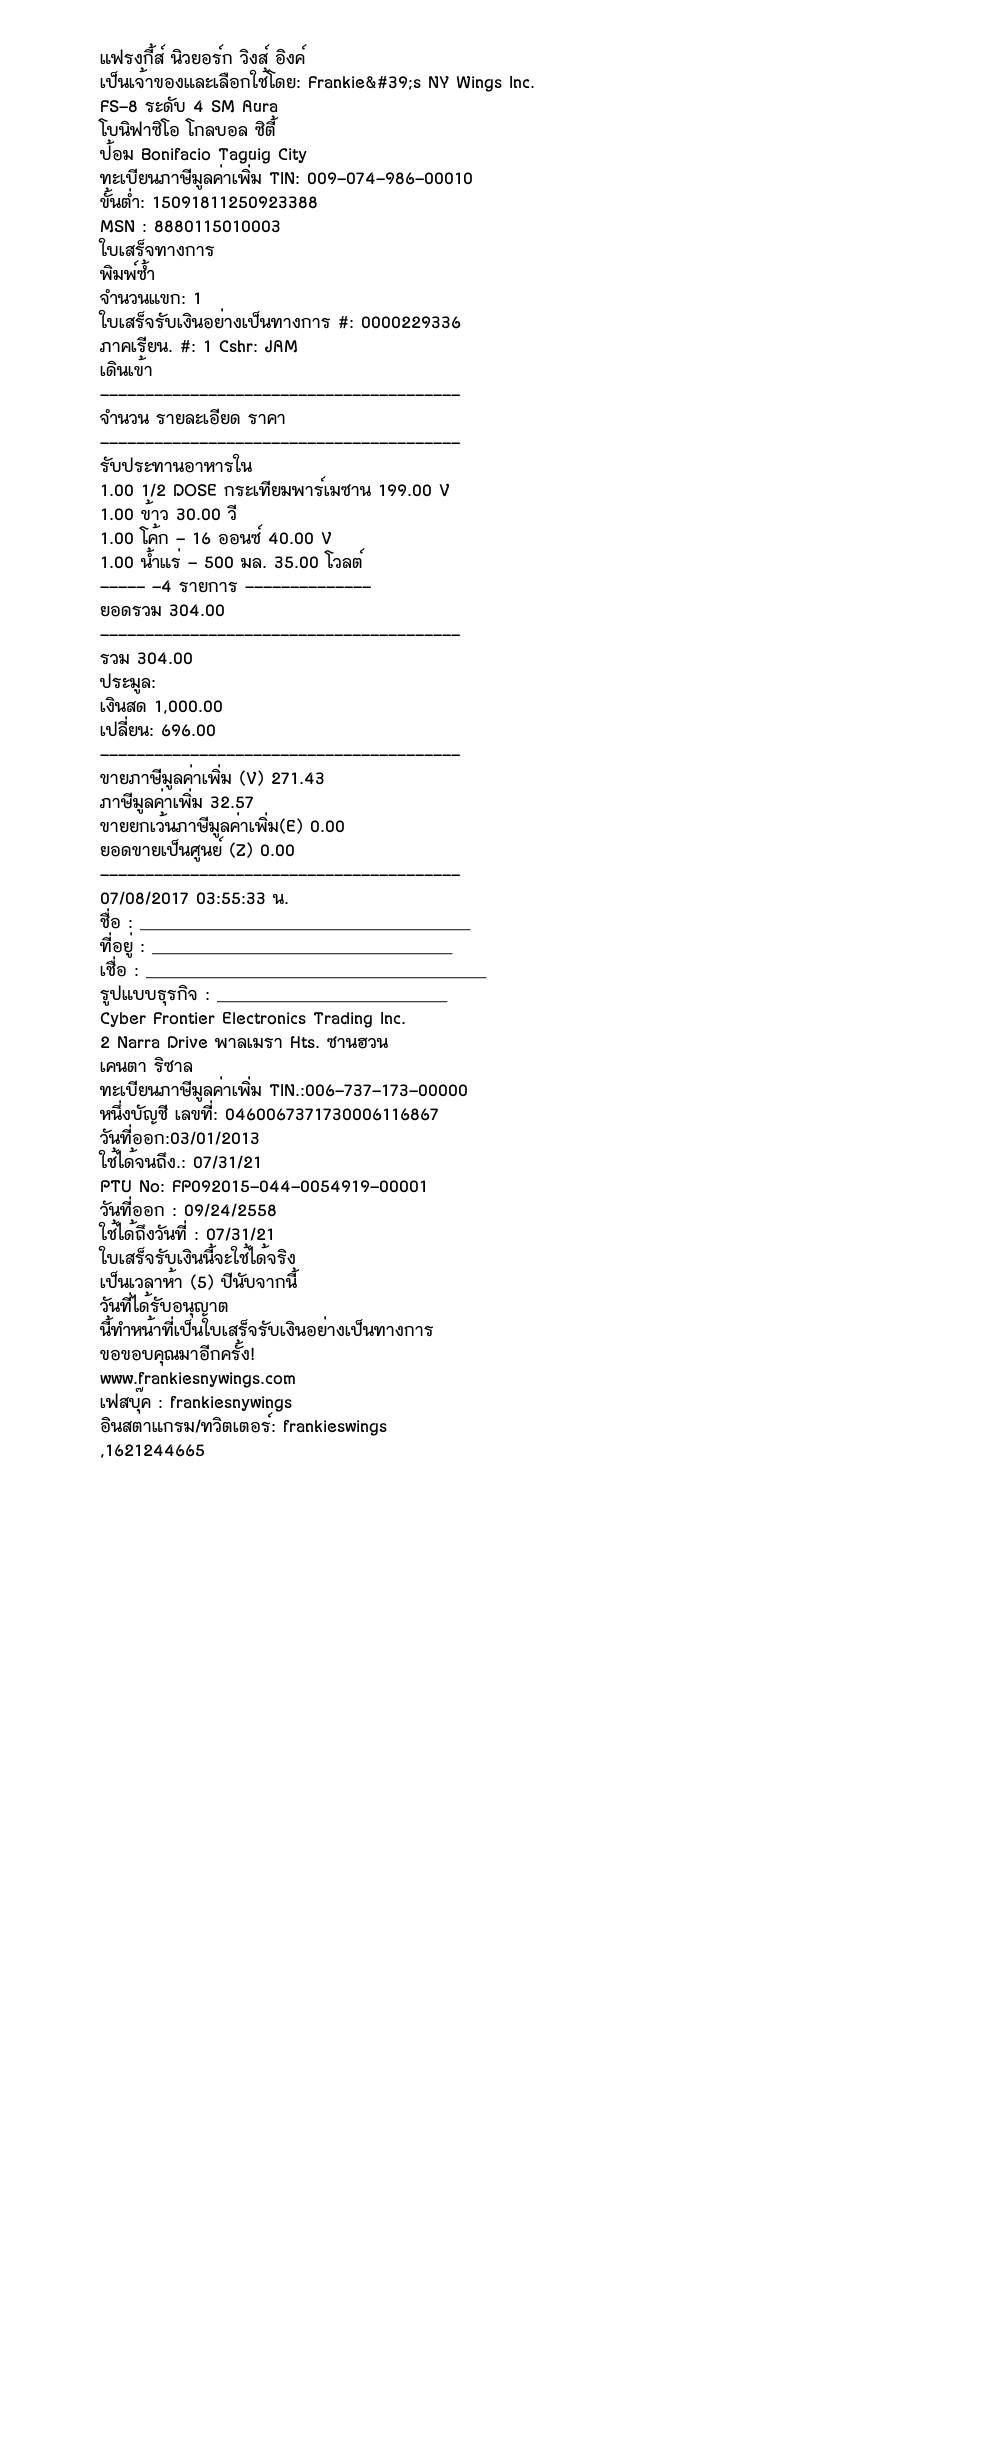 แฟรงกี้ส์ นิวยอร์ก วิงส์ อิงค์
เป็นเจ้าของและเลือกใช้โดย: Frankie&#39;s NY Wings Inc.
FS-8 ระดับ 4 SM Aura
โบนิฟาซิโอ โกลบอล ซิตี้
ป้อม Bonifacio Taguig City
ทะเบียนภาษีมูลค่าเพิ่ม TIN: 009-074-986-00010
ขั้นต่ำ: 15091811250923388
MSN : 8880115010003
ใบเสร็จทางการ
พิมพ์ซ้ำ
จำนวนแขก: 1
ใบเสร็จรับเงินอย่างเป็นทางการ #: 0000229336
ภาคเรียน. #: 1 Cshr: JAM
เดินเข้า
----------------------------------------
จำนวน รายละเอียด ราคา
----------------------------------------
รับประทานอาหารใน
1.00 1/2 DOSE กระเทียมพาร์เมซาน 199.00 V
1.00 ข้าว 30.00 วี
1.00 โค้ก - 16 ออนซ์ 40.00 V
1.00 น้ำแร่ - 500 มล. 35.00 โวลต์
----- -4 รายการ --------------
ยอดรวม 304.00
----------------------------------------
รวม 304.00
ประมูล:
เงินสด 1,000.00
เปลี่ยน: 696.00
----------------------------------------
ขายภาษีมูลค่าเพิ่ม (V) 271.43
ภาษีมูลค่าเพิ่ม 32.57
ขายยกเว้นภาษีมูลค่าเพิ่ม(E) 0.00
ยอดขายเป็นศูนย์ (Z) 0.00
----------------------------------------
07/08/2017 03:55:33 น.
ชื่อ : _________________________________
ที่อยู่ : ______________________________
เชื่อ : __________________________________
รูปแบบธุรกิจ : _______________________
Cyber Frontier Electronics Trading Inc.
2 Narra Drive พาลเมรา Hts. ซานฮวน
เคนตา ริซาล
ทะเบียนภาษีมูลค่าเพิ่ม TIN.:006-737-173-00000
หนึ่งบัญชี เลขที่: 04600673717300061​16867
วันที่ออก:03/01/2013
ใช้ได้จนถึง.: 07/31/21
PTU No: FP092015-044-0054919-00001
วันที่ออก : 09/24/2558
ใช้ได้ถึงวันที่ : 07/31/21
ใบเสร็จรับเงินนี้จะใช้ได้จริง
เป็นเวลาห้า (5) ปีนับจากนี้
วันที่ได้รับอนุญาต
นี้ทำหน้าที่เป็นใบเสร็จรับเงินอย่างเป็นทางการ
ขอขอบคุณมาอีกครั้ง!
www.frankiesnywings.com
เฟสบุ๊ค : frankiesnywings
อินสตาแกรม/ทวิตเตอร์: frankieswings
,1621244665